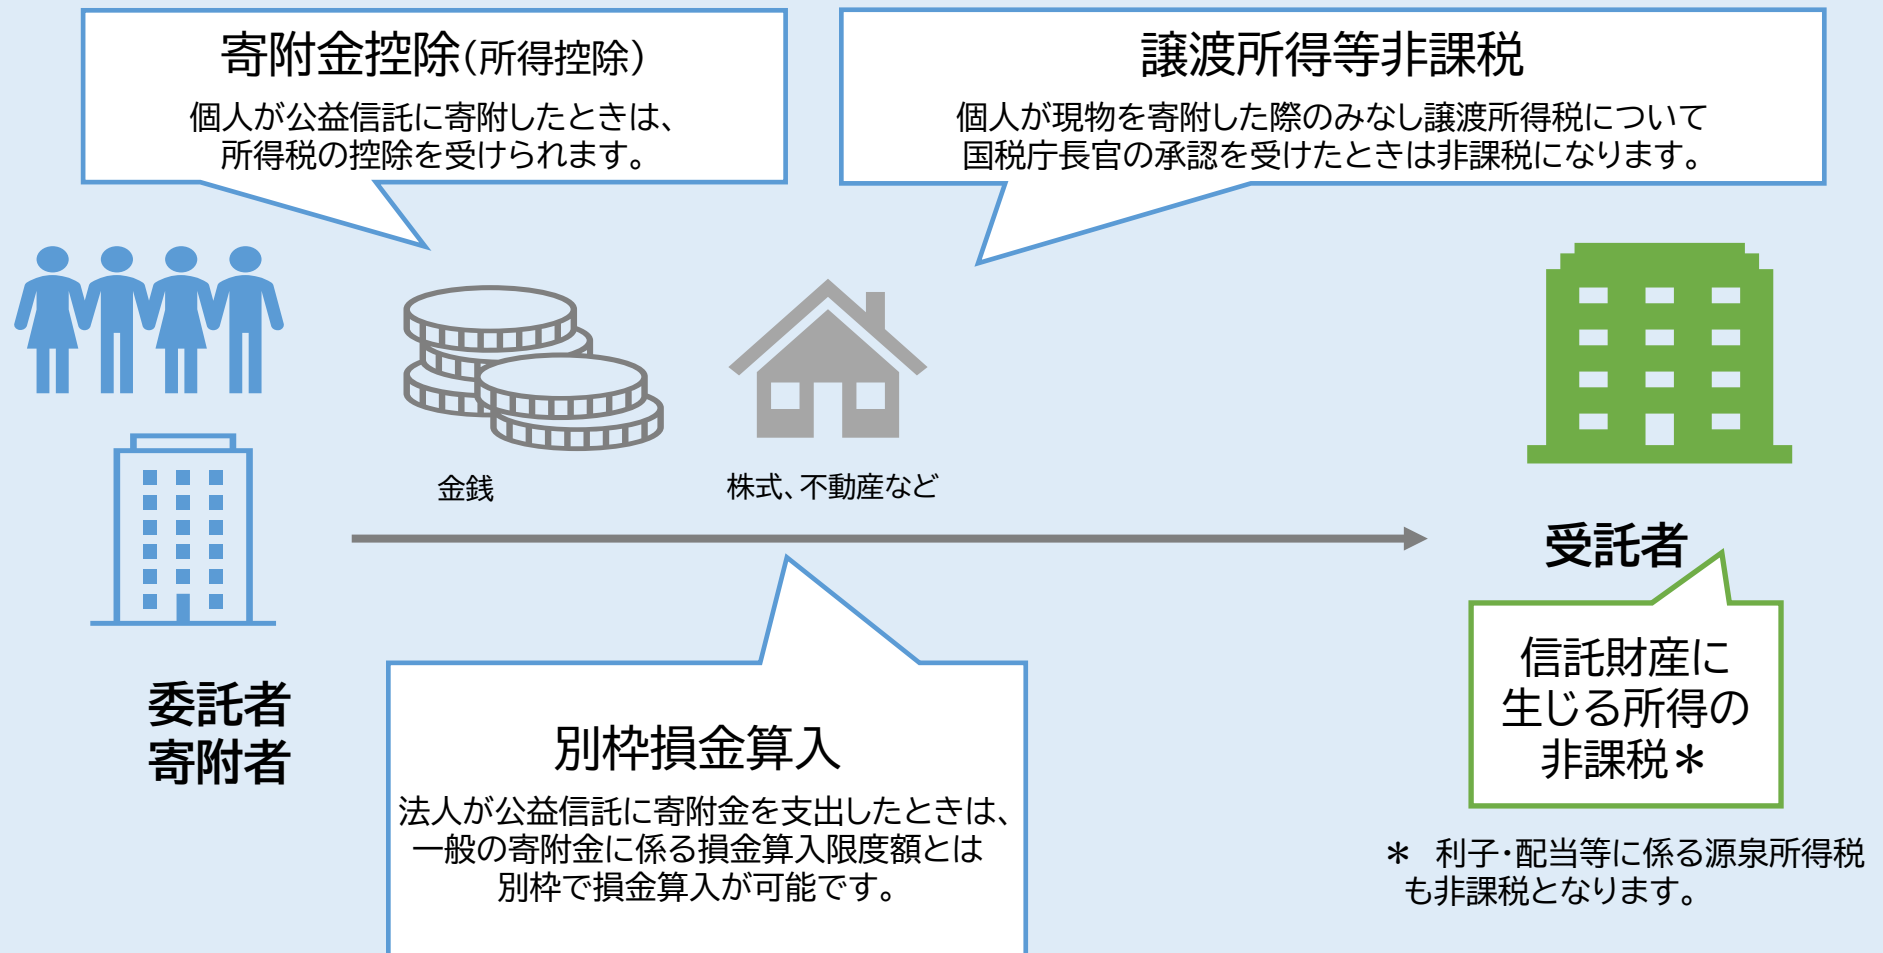 寄附金控除(所得控除)
個人が公益信託に寄附したときは、
所得税の控除を受けられます。
譲渡所得等非課税
個人が現物を寄附した際のみなし譲渡所得税について
国税庁長官の承認を受けたときは非課税になります。
金銭
株式、不動産など
受託者
委託者
寄附者
別枠損金算入
法人が公益信託に寄附金を支出したときは、
一般の寄附金に係る損金算入限度額とは
別枠で損金算入が可能です。
信託財産に
生じる所得の
非課税＊
＊ 利子・配当等に係る源泉所得税
も非課税となります。